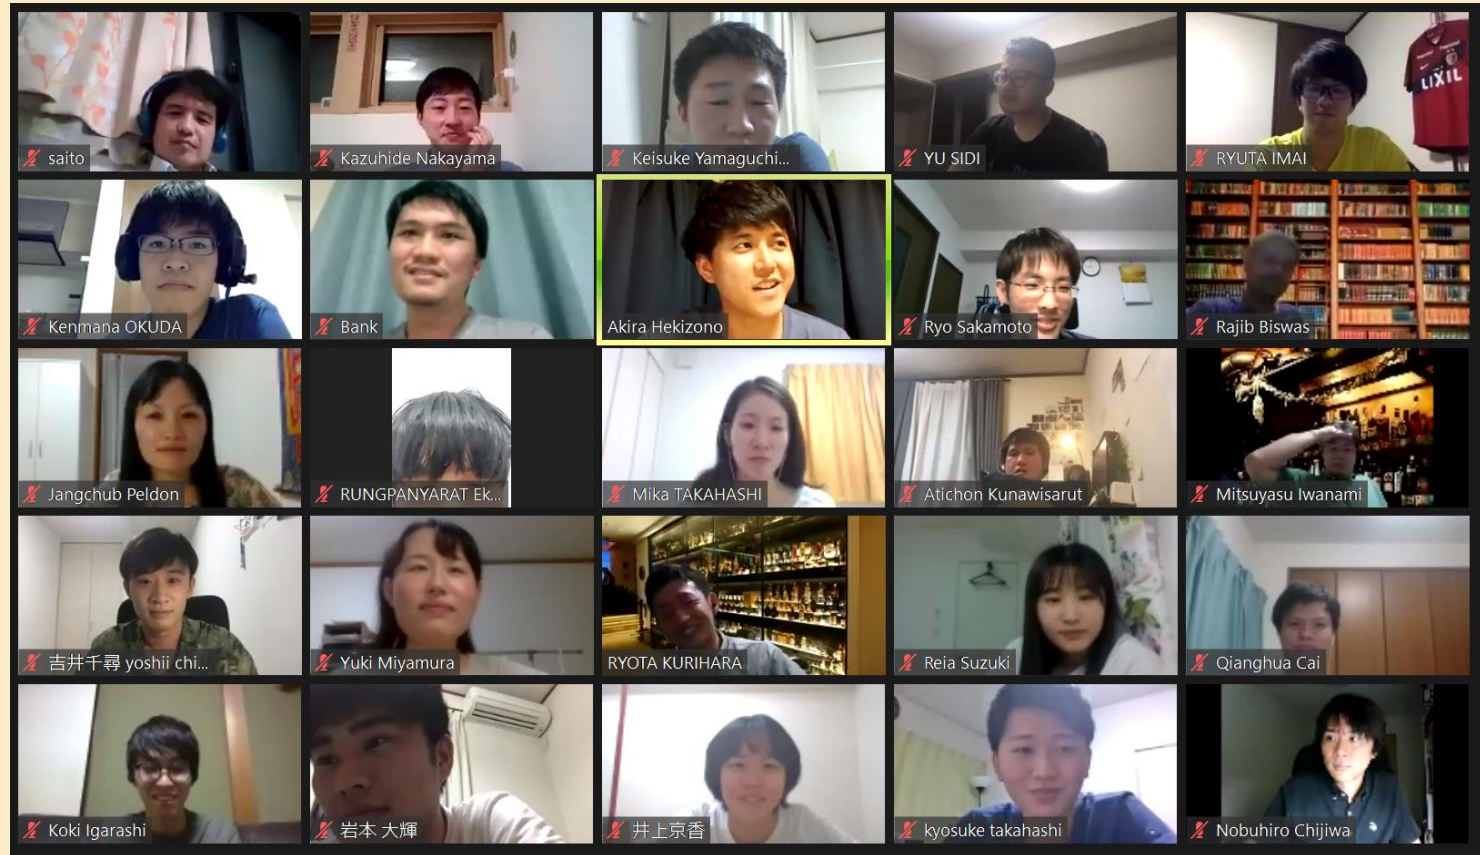 LIXIL
saito
Kazuhide Nakayama
Keisuke Yamaguchi...
YU SIDI
RYUTA IMAI
Kenmana OKUDA
Bank
Akira Hekizono
Ryo Sakamoto
Rajib Biswas
Jangchub Peldon
RUNGPANYARAT Ek...
Mika TAKAHASHI
Atichon Kunawisarut
Mitsuyasu Iwanami
吉井千尋 yoshii chi...
Yuki Miyamura
RYOTA KURIHARA
Reia Suzuki
Qianghua Cai
Koki Igarashi
岩本 大輝
井上京香
kyosuke takahashi
Nobuhiro Chijiwa